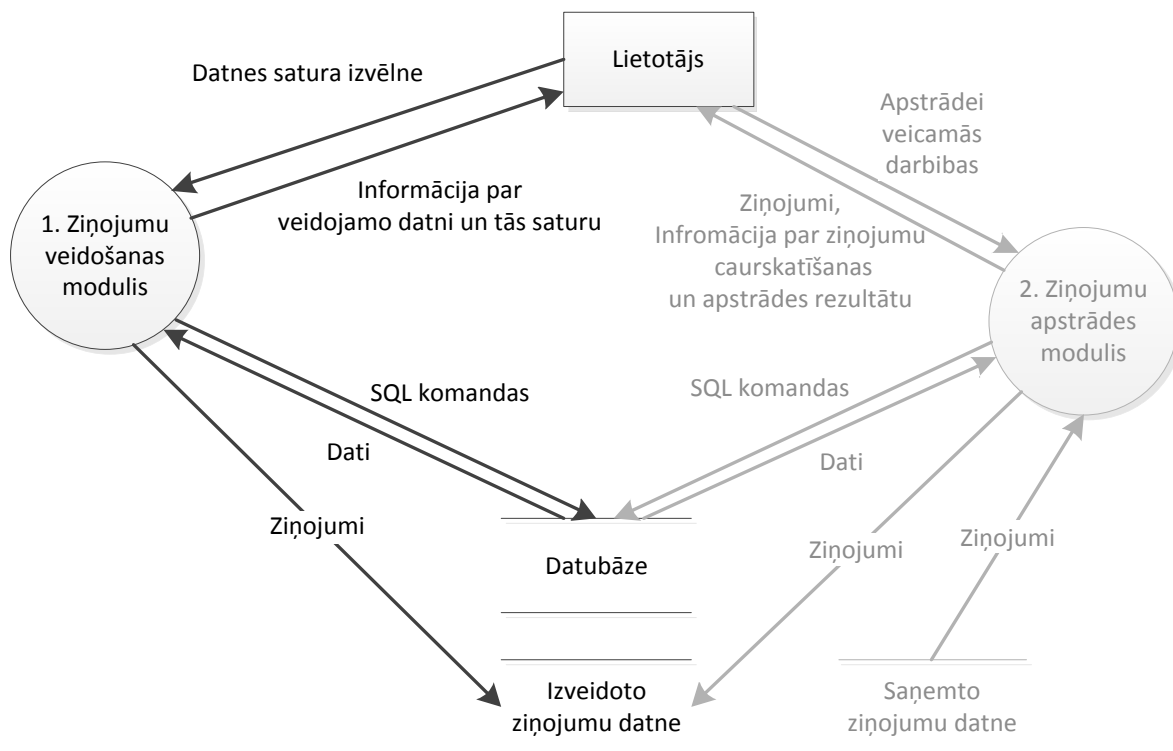 Lietotājs
Datnes satura izvēlne
Apstrādei
veicamās
darbibas
Informācija par
veidojamo datni un tās saturu
Ziņojumi,
Infromācija par ziņojumu
caurskatīšanas
un apstrādes rezultātu
1. Ziņojumu
veidošanas
modulis
2. Ziņojumu
apstrādes
modulis
SQL komandas
SQL komandas
Dati
Dati
Ziņojumi
Ziņojumi
Ziņojumi
Datubāze
Izveidoto
ziņojumu datne
Saņemto
ziņojumu datne